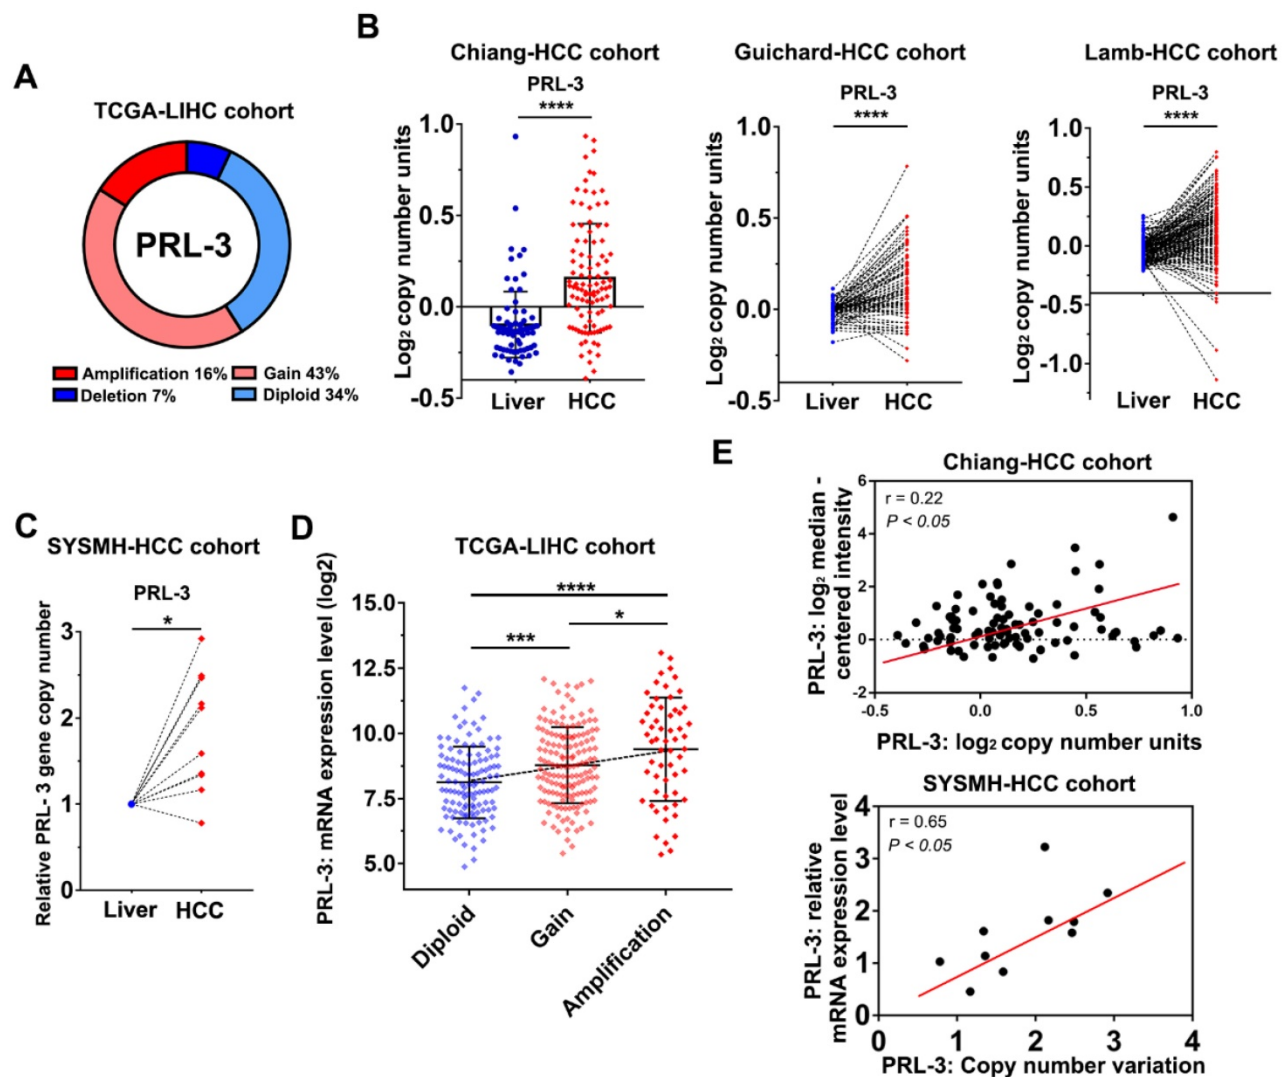 A
TCGA-LIHC cohort
PRL-3
Amplification 16%
Gain 43%
Deletion 7%
Diploid 34%
B
Chiang-HCC cohort
PRL-3
****
Log2 copy number units
1.0
0.5
0.0
-0.5
Liver
HCC
Guichard-HCC cohort
PRL-3
****
Log2 copy number units
1.0
0.5
0.0
-0.5
Liver
HCC
Lamb-HCC cohort
PRL-3
****
Log2 copy number units
1.0
0.5
0.0
-0.5
-1.0
Liver
HCC
C
SYSMH-HCC cohort
PRL-3
*
Relative PRL- 3 gene copy number
3
2
1
0
Liver
HCC
D
TCGA-LIHC cohort
****
*
***
PRL-3: mRNA expression level (log2)
15.0
12.5
10.0
7.5
5.0
Diploid
Gain
Amplification
E
Chiang-HCC cohort
r = 0.22
P < 0.05
PRL-3: log2 median -
centered intensity
6
4
2
0
-2
-0.5
0.0
0.5
1.0
PRL-3: log2 copy number units
SYSMH-HCC cohort
r = 0.65
P < 0.05
PRL-3: relative
mRNA expression level
4
3
2
1
0
0
1
2
3
4
PRL-3: Copy number variation